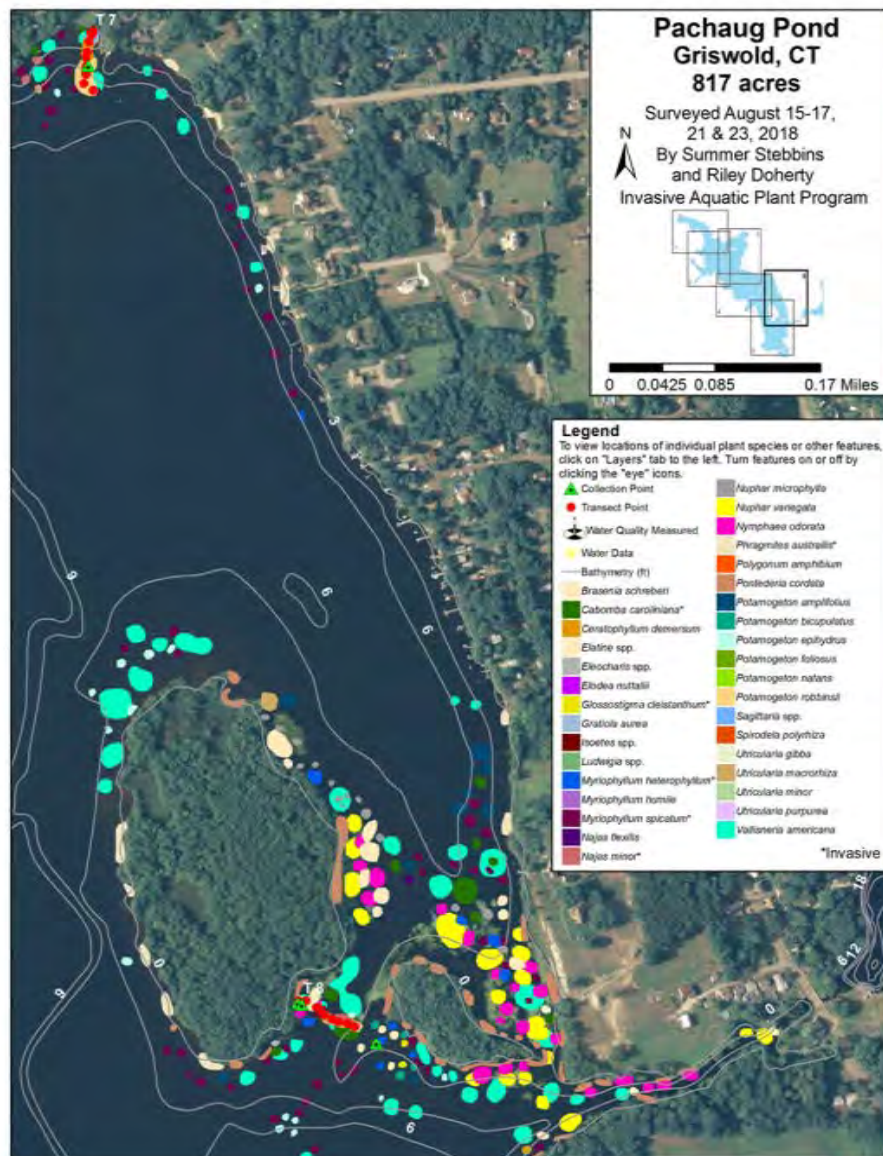 T 7
Pachaug Pond
Griswold, CT
817 acres
Surveyed August 15-17,
21 & 23, 2018
By Summer Stebbins
and Riley Doherty
Invasive Aquatic Plant Program
N
0 0.0425 0.085 0.17 Miles
Legend
To view locations of individual plant species or other features,
click on "Layers" tab to the left. Turn features on or off by
clicking the "eye" icons.
Collection Point
Transect Point
Water Quality Measured
Water Data
Bathymetry (ft)
Brasenia schreberi
Cabomba caroliniana*
Ceratophyllum demersum
Elatine spp.
Eleocharis spp.
Elodea nuttallii
Glossostigma cleistanthum*
Gratiola aurea
Isoetes spp.
Ludwigia spp.
Myriophyllum heterophyllum*
Myriophyllum humile
Myriophyllum spicatum*
Najas flexilis
Najas minor*
Nuphar microphylla
Nuphar variegata
Nymphaea odorata
Phragmites australis*
Polygonum amphibium
Pontederia cordata
Potamogeton amplifolius
Potamogeton bicupulatus
Potamogeton epihydrus
Potamogeton foliosus
Potamogeton natans
Potamogeton robbinsii
Sagittaria spp.
Spirodela polyrhiza
Utricularia gibba
Utricularia macrorhiza
Utricularia minor
Utricularia purpurea
Vallisneria americana
*Invasive
3
6
9
6
6
18
12
6
0
0
T 8
0
9
6